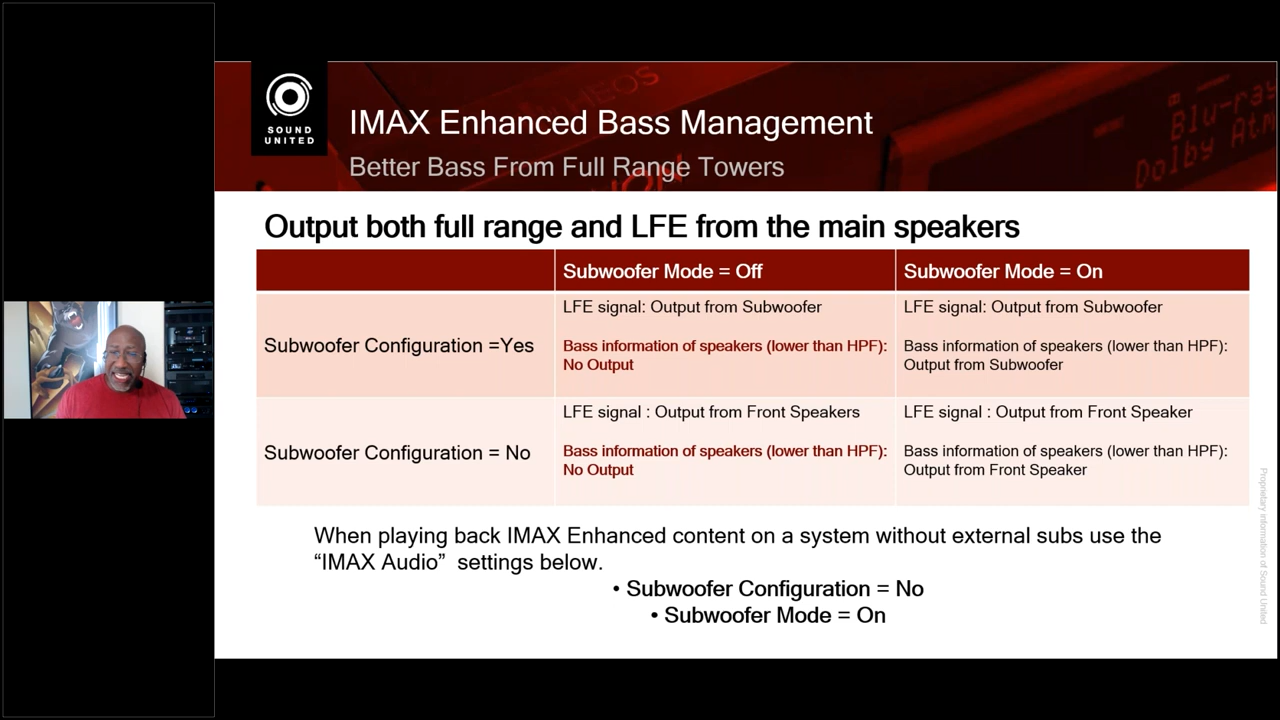 SOUND
UNITED
IMAX Enhanced Bass Management
Better Bass From Full Range Towers
Blu-ray
Dolby Atm
Output both full range and LFE from the main speakers
Subwoofer Mode = Off
Subwoofer Mode = On
Subwoofer Configuration =Yes
LFE signal: Output from Subwoofer
Bass information of speakers (lower than HPF):
No Output
LFE signal: Output from Subwoofer
Bass information of speakers (lower than HPF):
Output from Subwoofer
Subwoofer Configuration = No
LFE signal : Output from Front Speakers
Bass information of speakers (lower than HPF):
No Output
LFE signal : Output from Front Speaker
Bass information of speakers (lower than HPF):
Output from Front Speaker
When playing back IMAX Enhanced content on a system without external subs use the
“IMAX Audio”  settings below.
• Subwoofer Configuration = No
• Subwoofer Mode = On
Proprietary information of Sound United